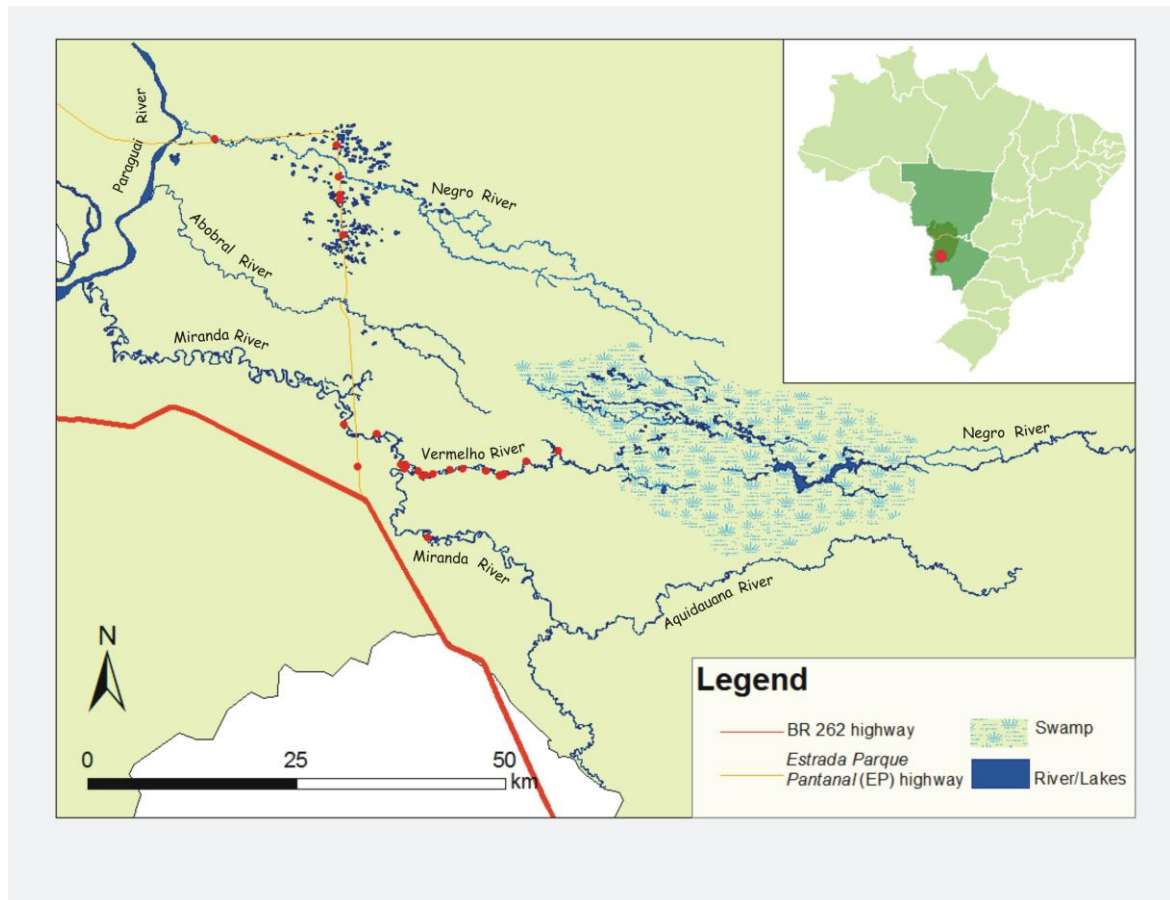 Paraguai River
Negro River
Abobral River
Miranda River
Vermelho River
Negro River
Miranda River
Aquidauana River
N
0 25 50
km
Legend
BR 262 highway
Swamp
Estrada Parque
Pantanal (EP) highway
River/Lakes